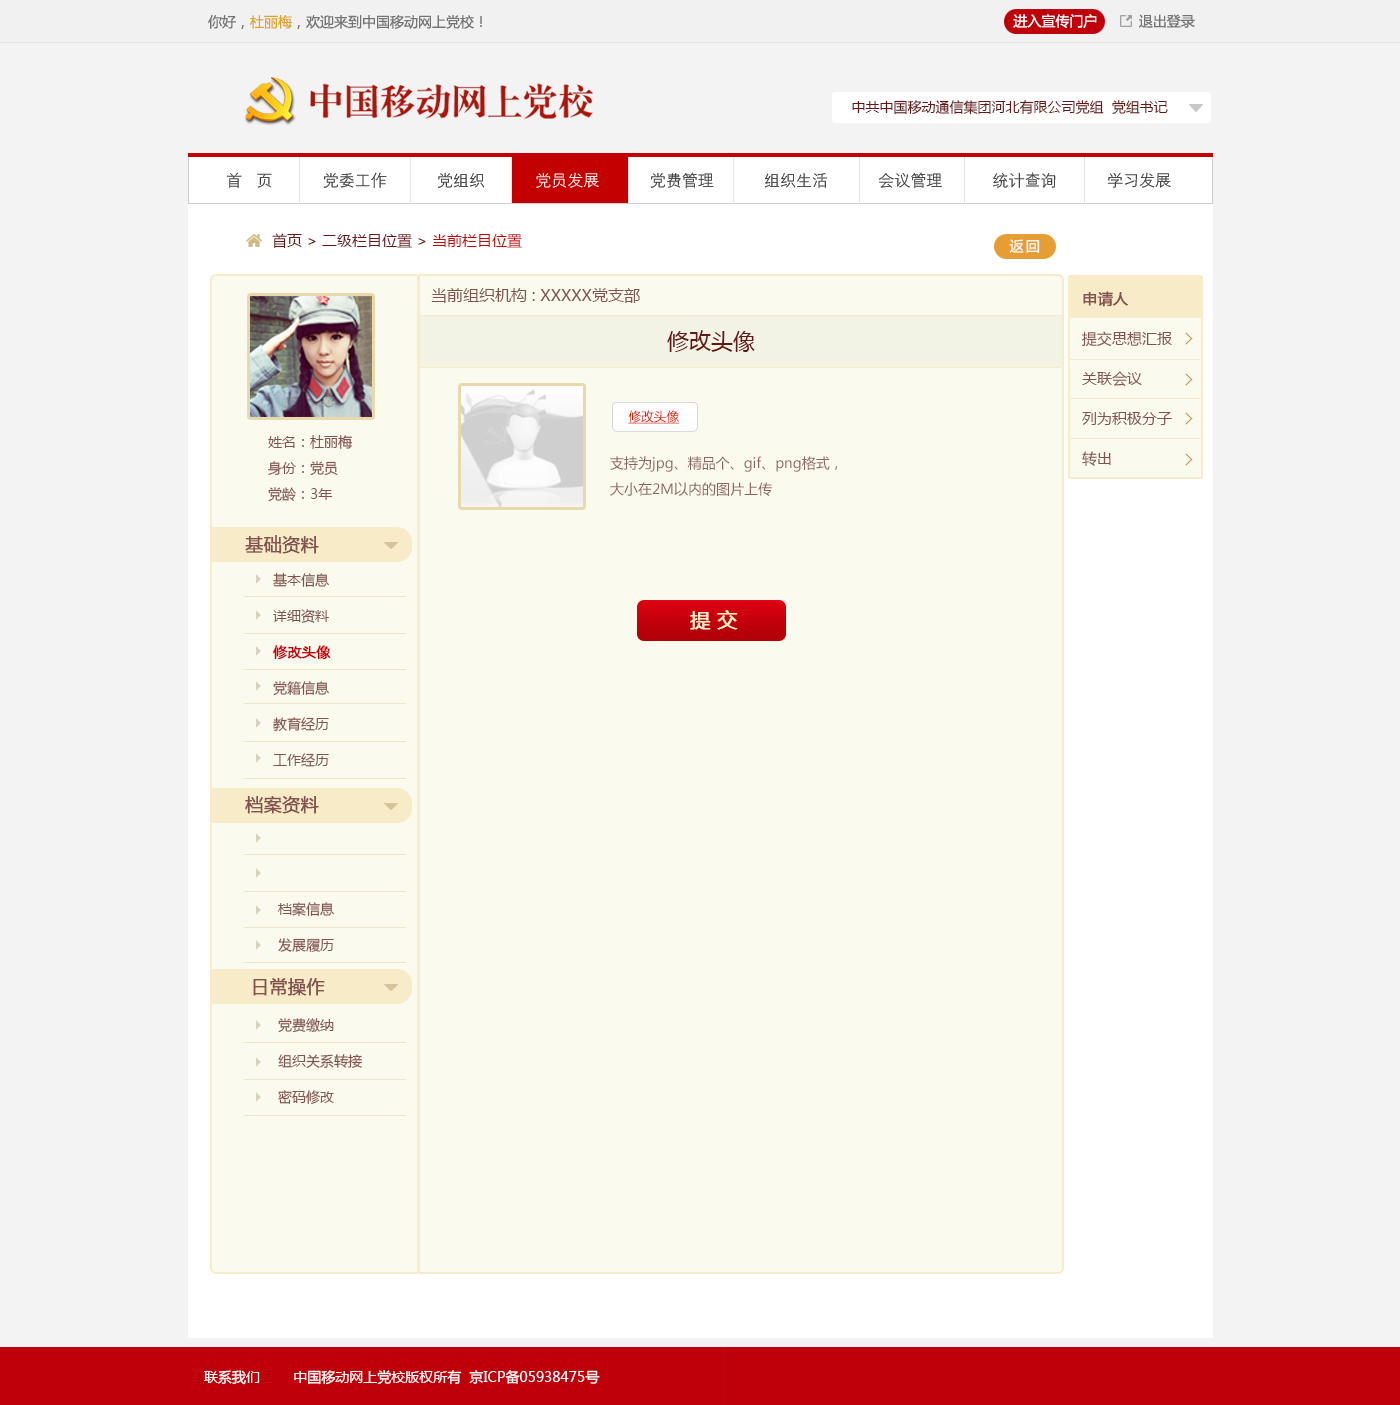 你好，杜丽梅，欢迎来到中国移动网上党校！
进入宣传门户
退出登录
中国移动网上党校
中共中国移动通信集团河北有限公司党组 党组书记
首 页
党委工作
党组织
党员发展
党费管理
组织生活
会议管理
统计查询
学习发展
首页 > 二级栏目位置 > 当前栏目位置
返回
姓名：杜丽梅
身份：党员
党龄：3年
基础资料
基本信息
详细资料
修改头像
党籍信息
教育经历
工作经历
档案资料
档案信息
发展履历
日常操作
党费缴纳
组织关系转接
密码修改
当前组织机构：XXXXX党支部
修改头像
修改头像
支持为jpg、精品个、gif、png格式，
大小在2M以内的图片上传
提 交
申请人
提交思想汇报
关联会议
列为积极分子
转出
联系我们
中国移动网上党校版权所有 京ICP备05938475号